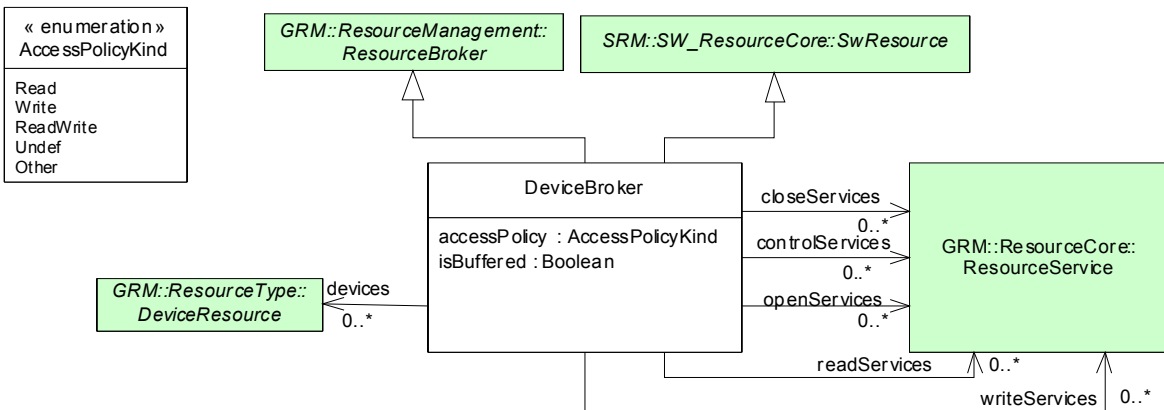 « enumeration »
AccessPolicyKind
Read
Write
ReadWrite
Undef
Other
GRM::ResourceManagement::
ResourceBroker
SRM::SW_ResourceCore::SwResource
DeviceBroker
accessPolicy : AccessPolicyKind
isBuffered : Boolean
closeServices
0..*
controlServices
0..*
openServices
0..*
GRM::ResourceCore::
ResourceService
GRM::ResourceType::
DeviceResource
devices
0..*
readServices
0..*
writeServices
0..*